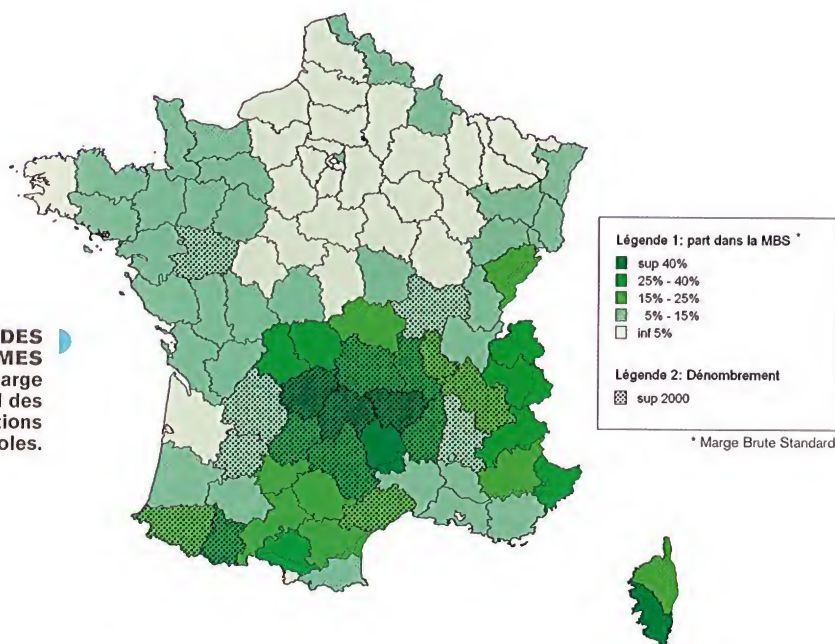 DES
MES
arge
l des
tions
oles.
Légende 1: part dans la MBS *
sup 40%
25% - 40%
15% - 25%
5% - 15%
inf 5%
Légende 2: Dénombrement
sup 2000
* Marge Brute Standard